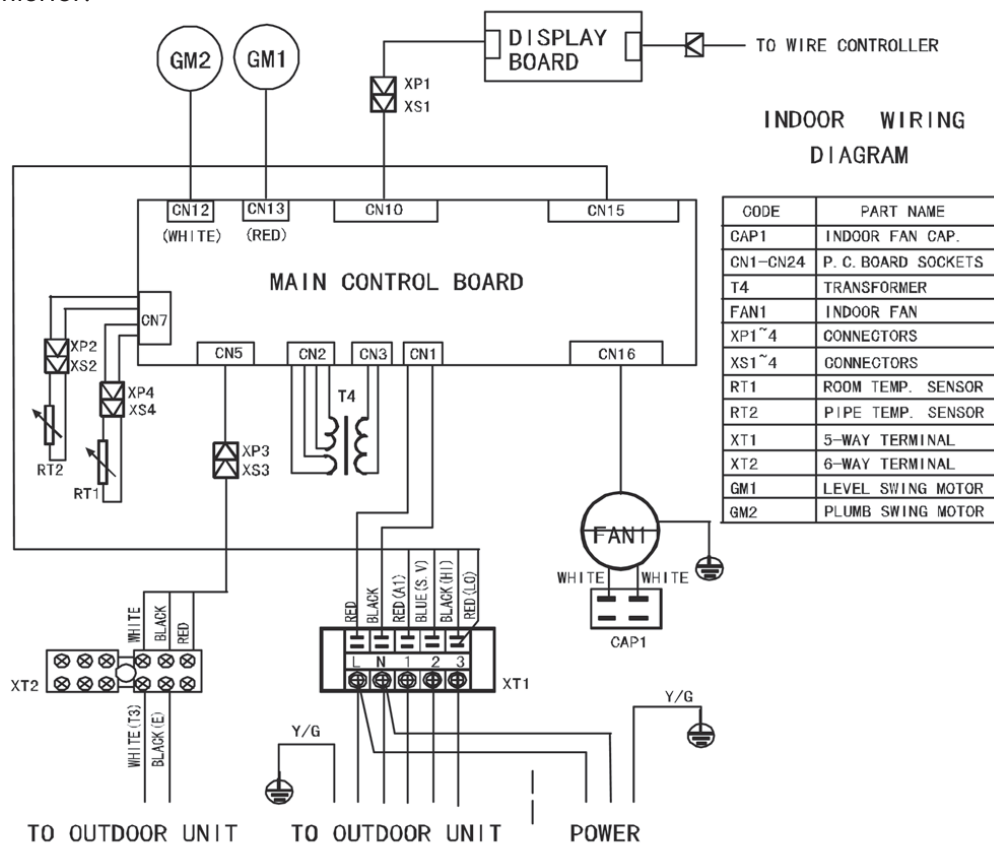 DISPLAY
BOARD
TO WIRE CONTROLLER
GM2
GM1
XP1
XS1
INDOOR WIRING
DIAGRAM
CN12
CN13
CN10
CN15
(WHITE)
(RED)
MAIN CONTROL BOARD
CN7
CN5
CN2
CN3
CN1
CN16
T4
XP2
XS2
XP4
XS4
XP3
XS3
RT2
RT1
CODE PART NAME
CAP1 INDOOR FAN CAP.
CN1-CN24 P.C.BOARD SOCKETS
T4 TRANSFORMER
FAN1 INDOOR FAN
XP1~4 CONNECTORS
XS1~4 CONNECTORS
RT1 ROOM TEMP. SENSOR
RT2 PIPE TEMP. SENSOR
XT1 5-WAY TERMINAL
XT2 6-WAY TERMINAL
GM1 LEVEL SWING MOTOR
GM2 PLUMB SWING MOTOR
FAN1
WHITE
WHITE
CAP1
WHITE
BLACK
RED
RED
BLACK
RED(A1)
BLUE(S.V)
BLACK(HI)
RED(LO)
L N 1 2 3
XT2
XT1
WHITE(T3)
BLACK(E)
Y/G
Y/G
TO OUTDOOR UNIT
TO OUTDOOR UNIT
POWER